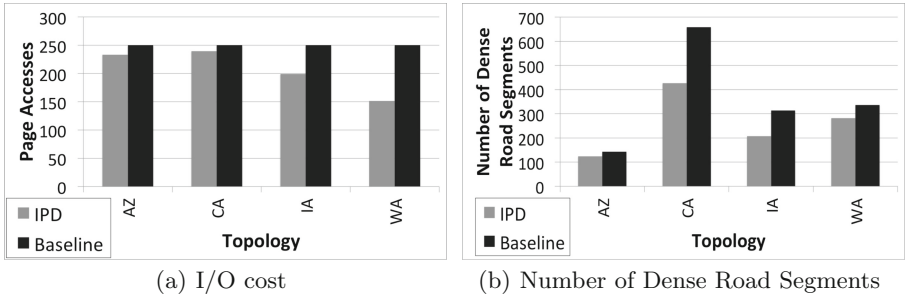 300
250
200
150
100
50
0
Page Accesses
AZ
CA
IA
WA
IPD
Baseline
Topology
(a) I/O cost
700
600
500
400
300
200
100
0
Number of Dense
Road Segments
AZ
CA
IA
WA
IPD
Baseline
Topology
(b) Number of Dense Road Segments